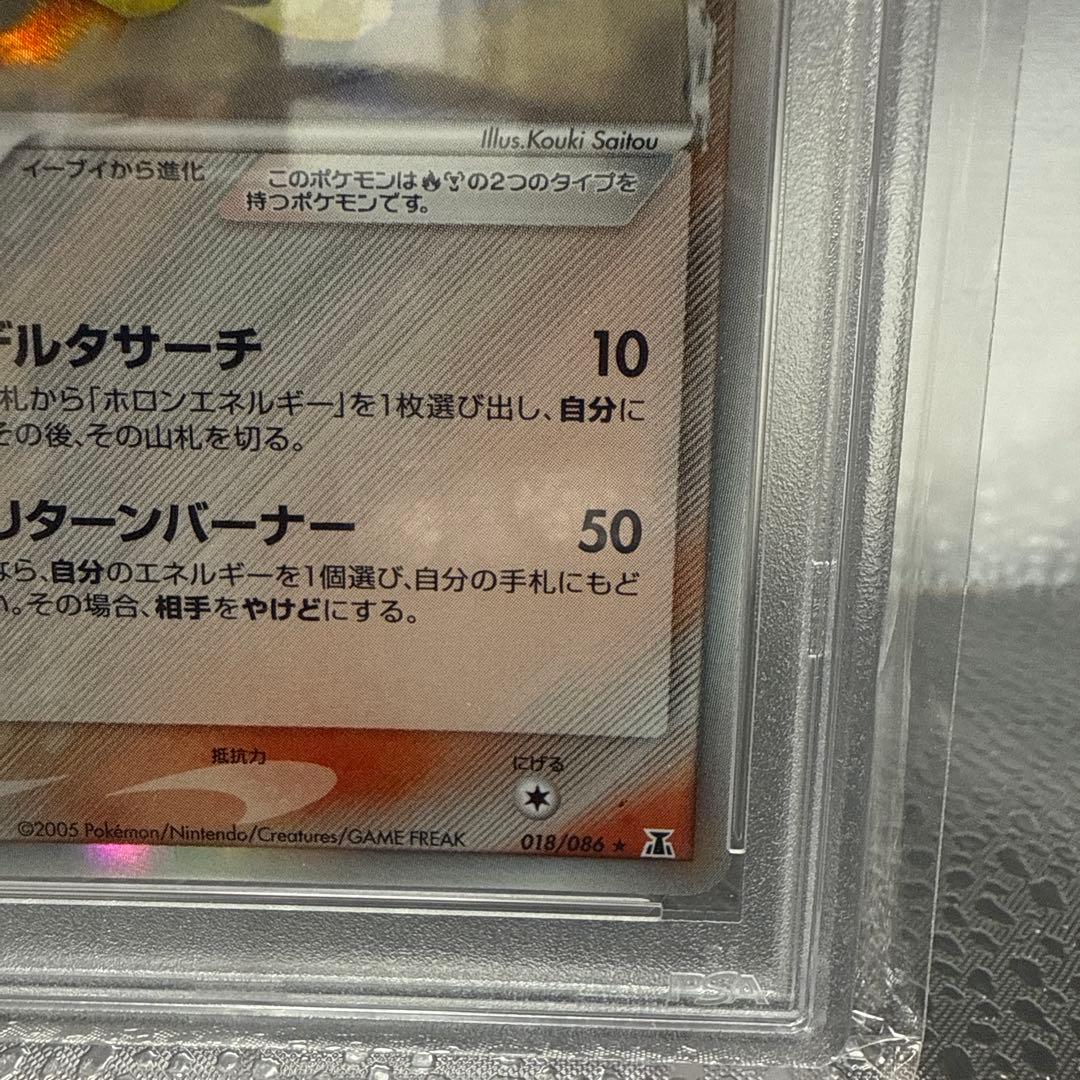 Illus.Kouki Saitou
イーブイから進化
このポケモンは の2つのタイプを
持つポケモンです。
デルタサーチ 10
札から「ホロンエネルギー」を1枚選び出し、自分に
その後、その山札を切る。
リターンバーナー 50
なら、自分のエネルギーを1個選び、自分の手札にもど
い。その場合、相手をやけどにする。
抵抗力
にげる
©2005 Pokémon/Nintendo/Creatures/GAME FREAK 018/086 ★
PSA